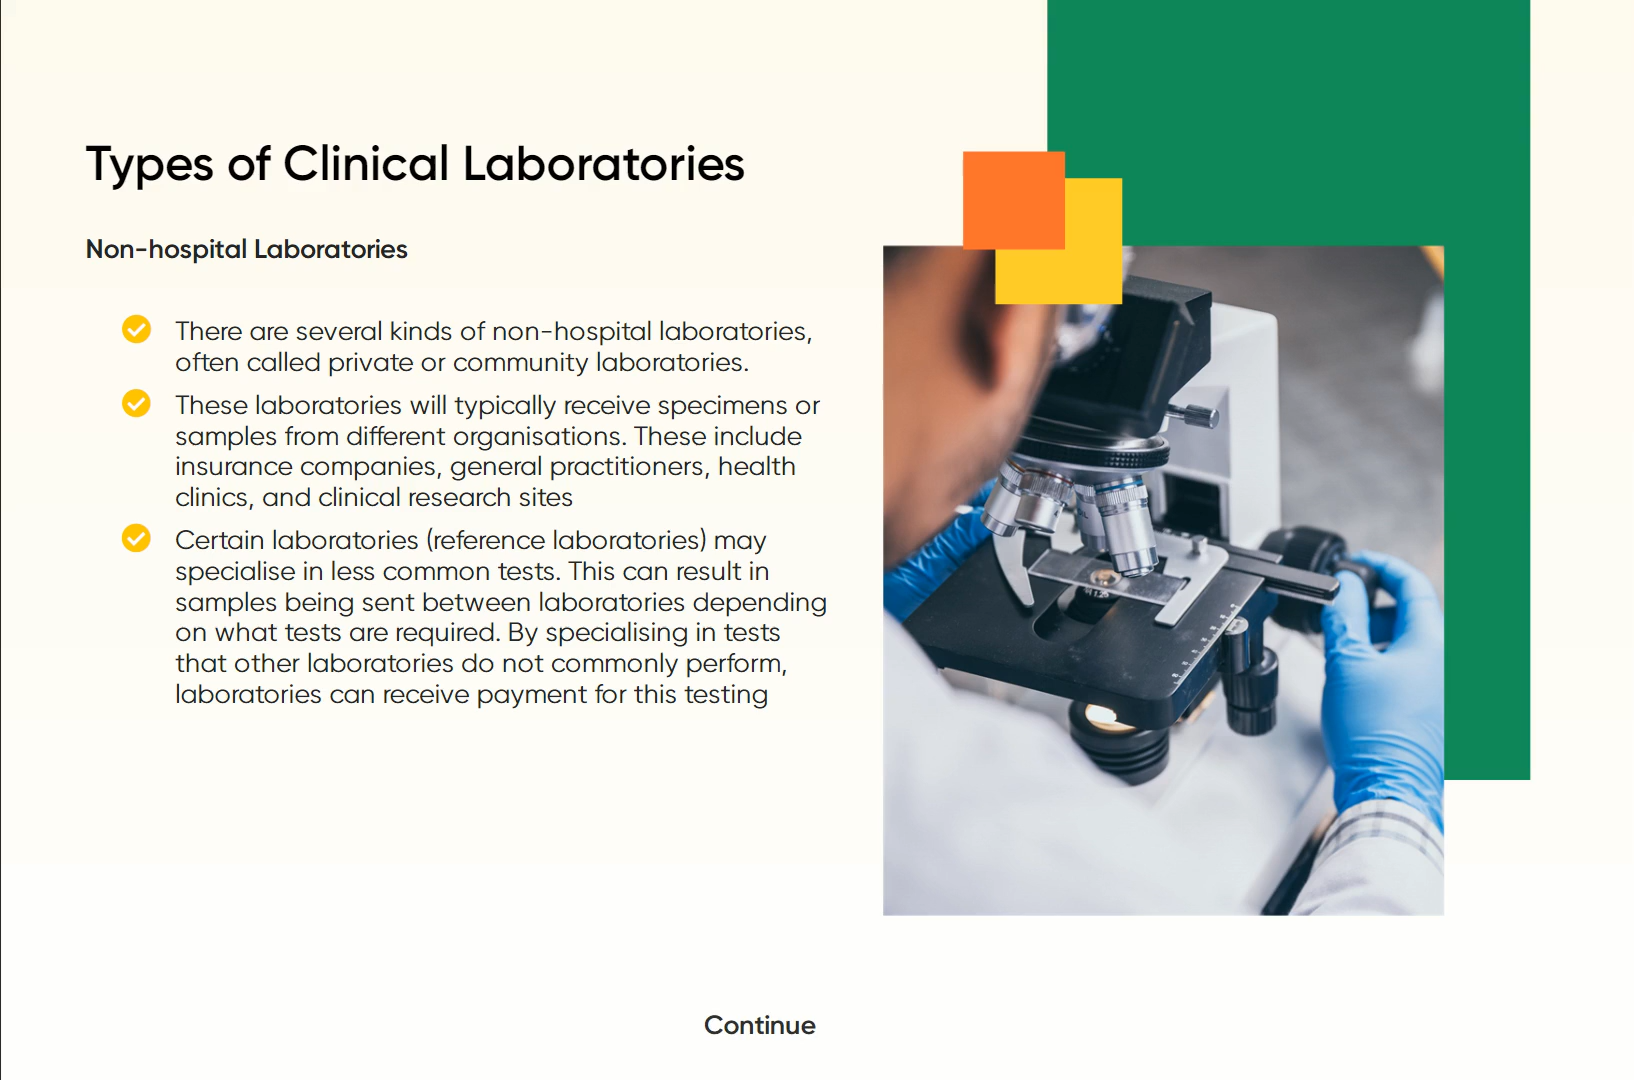 Types of Clinical Laboratories
Non-hospital Laboratories
There are several kinds of non-hospital laboratories,
often called private or community laboratories.
These laboratories will typically receive specimens or
samples from different organisations. These include
insurance companies, general practitioners, health
clinics, and clinical research sites
Certain laboratories (reference laboratories) may
specialise in less common tests. This can result in
samples being sent between laboratories depending
on what tests are required. By specialising in tests
that other laboratories do not commonly perform,
laboratories can receive payment for this testing
Continue